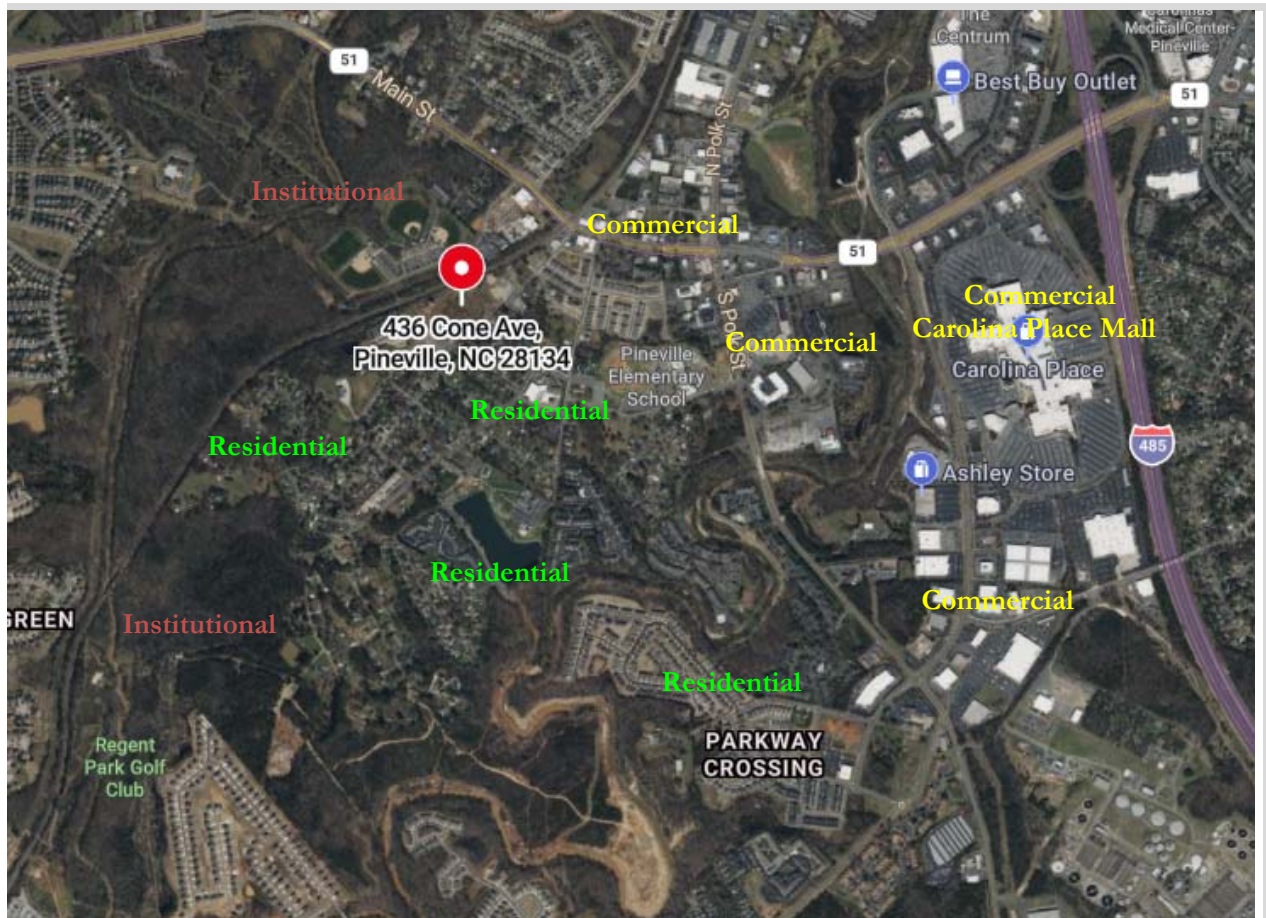 The
Centrum
Carolinas
Medical Center-
Pineville
51
Main St
Best Buy Outlet
51
N Polk St
Institutional
Commercial
51
436 Cone Ave,
Pineville, NC 28134
S Polk St
Commercial
Commercial
Carolina Place Mall
Carolina Place
Pineville
Elementary
School
Residential
Residential
485
Ashley Store
Residential
Commercial
GREEN
Institutional
Residential
Regent
Park Golf
Club
PARKWAY
CROSSING